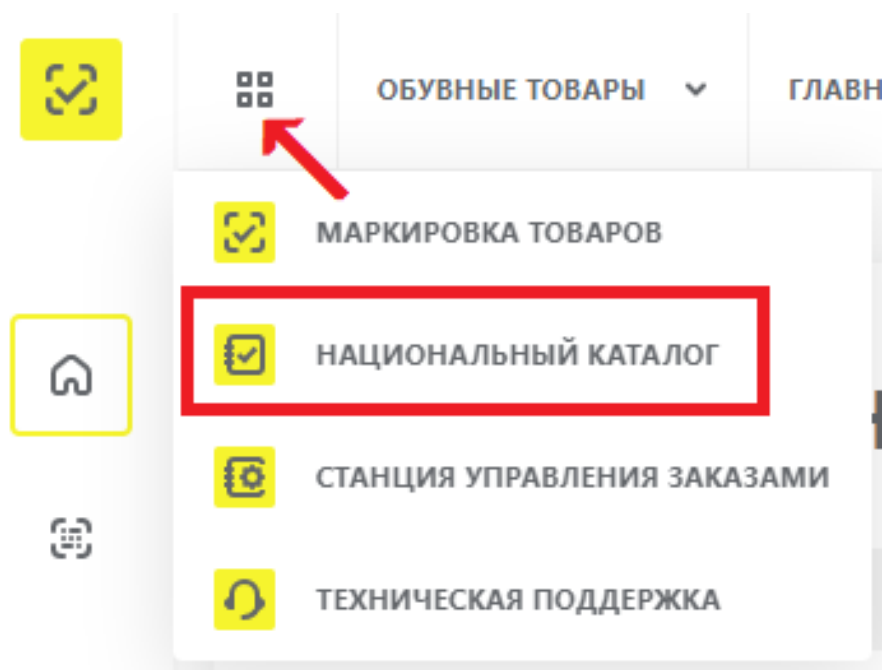 ОБУВНЫЕ ТОВАРЫ
МАРКИРОВКА ТОВАРОВ
НАЦИОНАЛЬНЫЙ КАТАЛОГ
СТАНЦИЯ УПРАВЛЕНИЯ ЗАКАЗАМИ
ТЕХНИЧЕСКАЯ ПОДДЕРЖКА